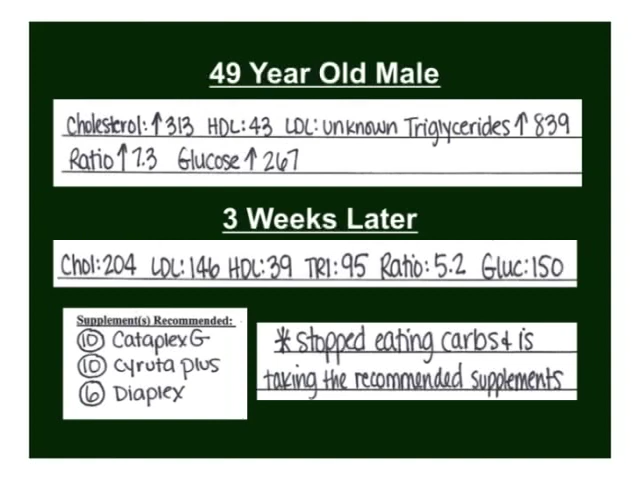 49 Year Old Male
Cholesterol:↑313 HDL:43 LDL:unknown Triglycerides↑839
Ratio↑7.3 Glucose↑267
3 Weeks Later
Chol:204 LDL:146 HDL:39 TRI:95 Ratio:5.2 Gluc:150
Supplement(s) Recommended:
(10) Cataplex G
(10) Cyruta plus
(6) Diaplex
* stopped eating carbs & is
taking the recommended supplements